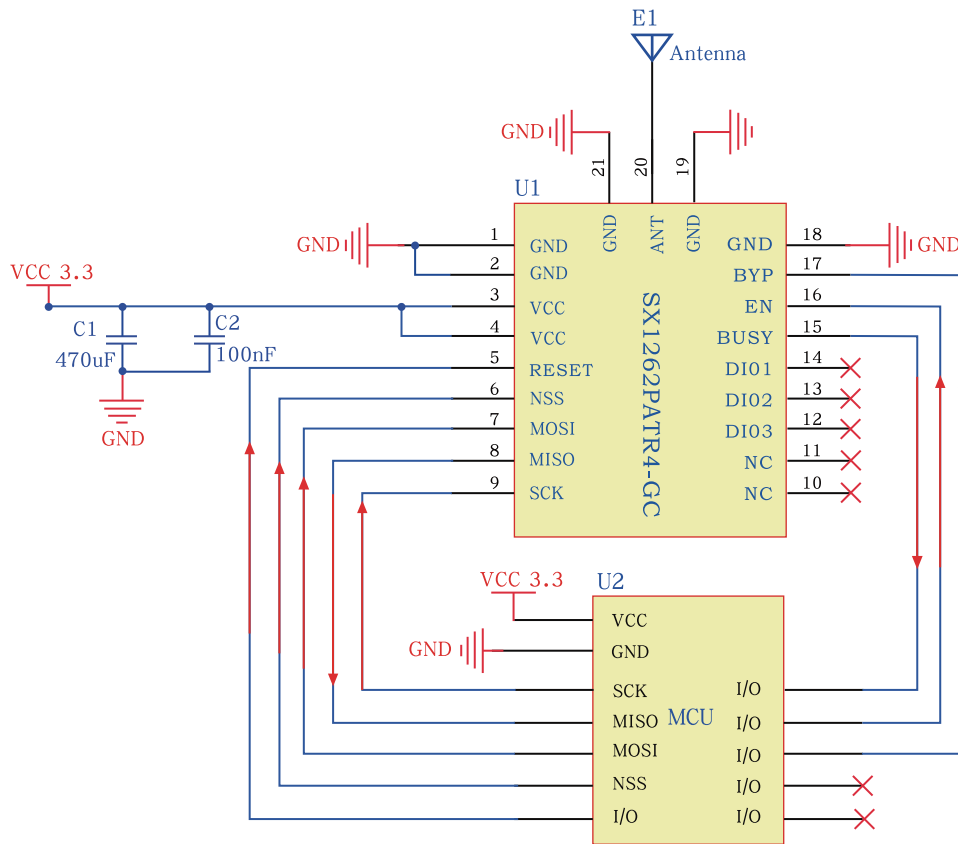 E1
Antenna
GND
21
20
19
U1
GND
ANT
GND
GND
1
GND
2
GND
3
VCC
4
VCC
5
RESET
6
NSS
7
MOSI
8
MISO
9
SCK
SX1262PATR4-GC
GND
18
GND
BYP
17
EN
16
BUSY
15
DI01
14
DI02
13
DI03
12
NC
11
NC
10
VCC 3.3
C1
470uF
C2
100nF
GND
VCC 3.3
U2
GND
VCC
GND
SCK
MISO
MOSI
NSS
I/O
MCU
I/O
I/O
I/O
I/O
I/O